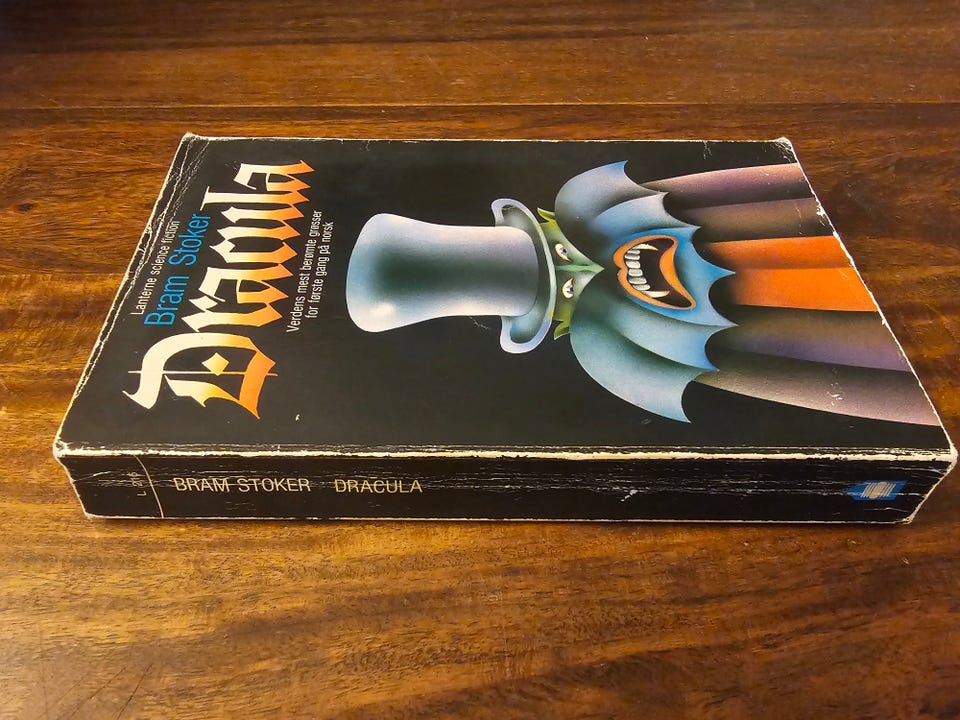 Lanterne science fiction
Bram Stoker
Dracula
Verdens mest berømte grøsser
for første gang på norsk
BRAM STOKER DRACULA